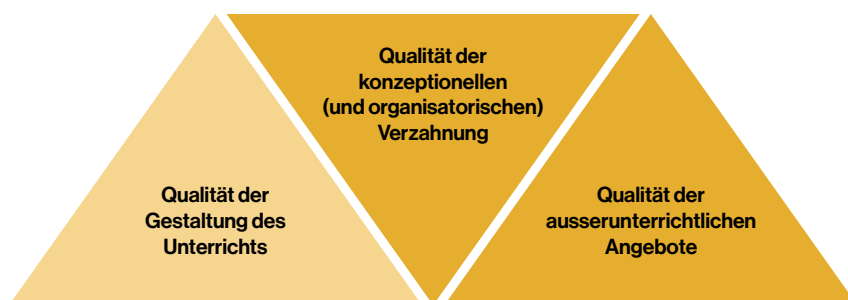 Qualität der
konzeptionellen
(und organisatorischen)
Verzahnung
Qualität der
Gestaltung des
Unterrichts
Qualität der
ausserunterrichtlichen
Angebote